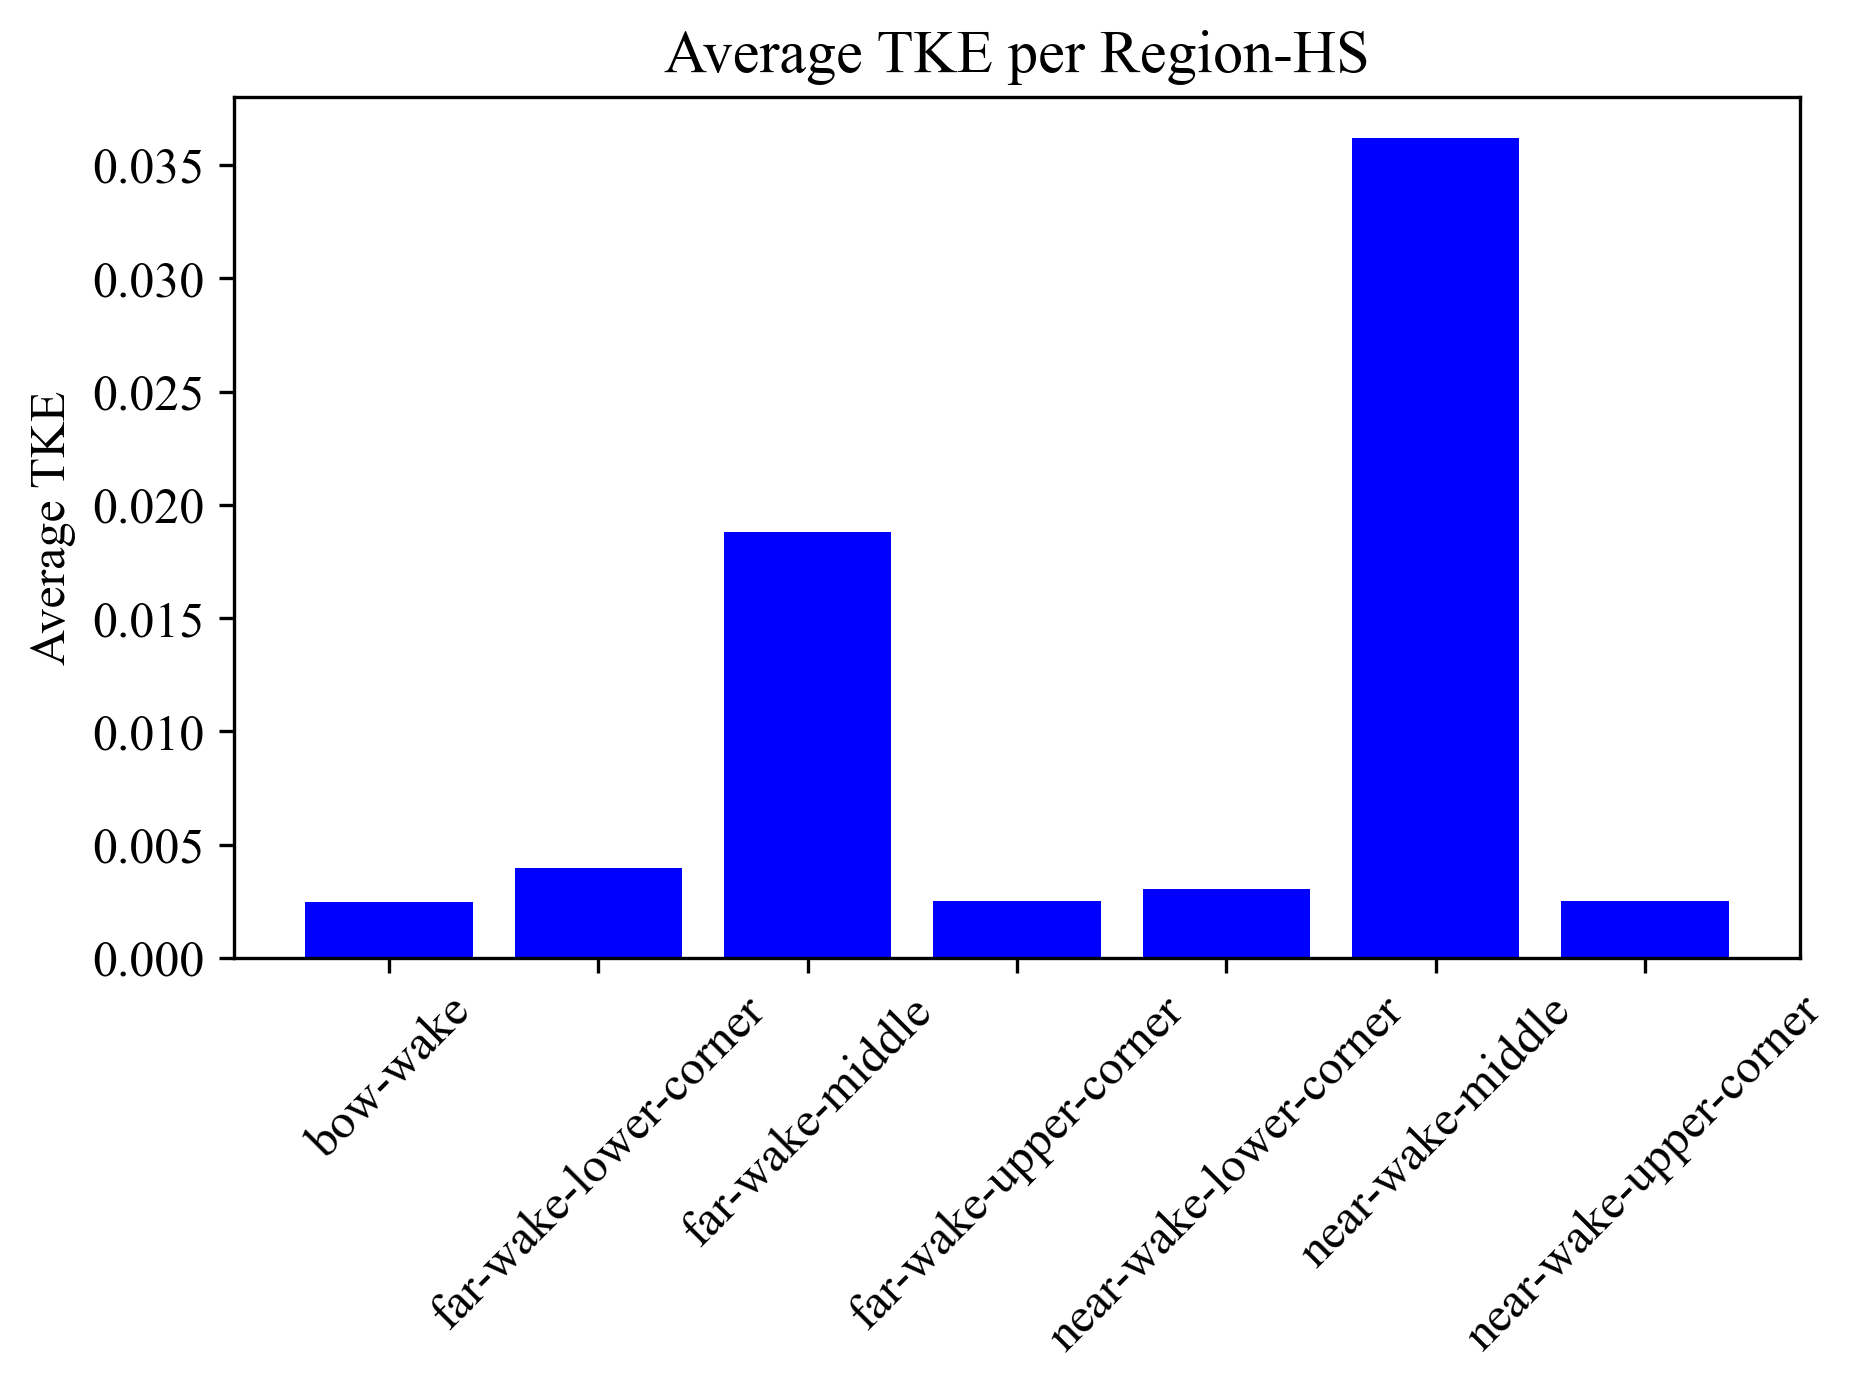 Average TKE per Region-HS
Average TKE
0.035
0.030
0.025
0.020
0.015
0.010
0.005
0.000
bow-wake
far-wake-lower-corner
far-wake-middle
far-wake-upper-corner
near-wake-lower-corner
near-wake-middle
near-wake-upper-corner